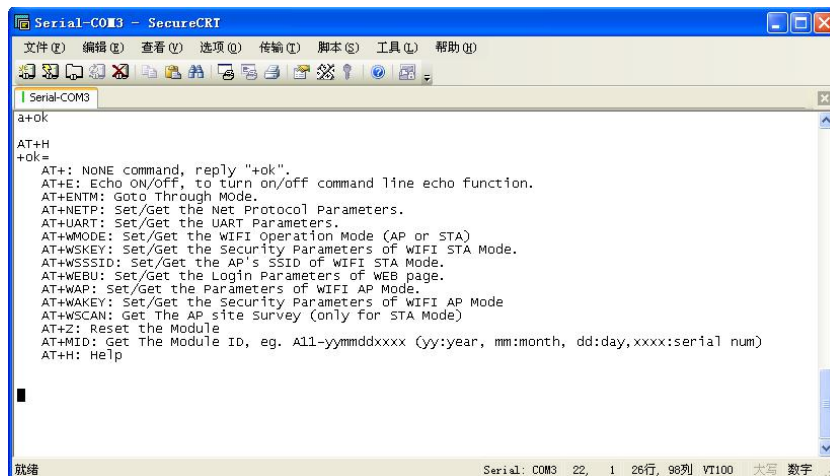 Serial-COM3 - SecureCRT
文件(F) 编辑(E) 查看(V) 选项(O) 传输(T) 脚本(S) 工具(L) 帮助(H)
Serial-COM3
a+ok
AT+H
+ok=
AT+: NONE command, reply "+ok".
AT+E: Echo ON/Off, to turn on/off command line echo function.
AT+ENTM: Goto Through MOde.
AT+NETP: Set/Get the Net Protocol Parameters.
AT+UART: Set/Get the UART Parameters.
AT+WMODE: Set/Get the WIFI Operation Mode (AP or STA)
AT+WSKEY: Set/Get the Security Parameters of WIFI STA Mode.
AT+WSSSID: Set/Get the AP's SSID of WIFI STA Mode.
AT+WEBU: Set/Get the Login Parameters of WEB page.
AT+WAP: Set/Get the Parameters of WIFI AP Mode.
AT+WAKEY: Set/Get the Security Parameters of WIFI AP Mode
AT+WSCAN: Get The AP site Survey (only for STA Mode)
AT+Z: Reset the Module
AT+MID: Get The Module ID, eg. A11-yymmddxxxx (yy:year, mm:month, dd:day,xxxx:serial num)
AT+H: Help
就绪 Serial: COM3 22, 1 26行, 98列 VT100 大写 数字